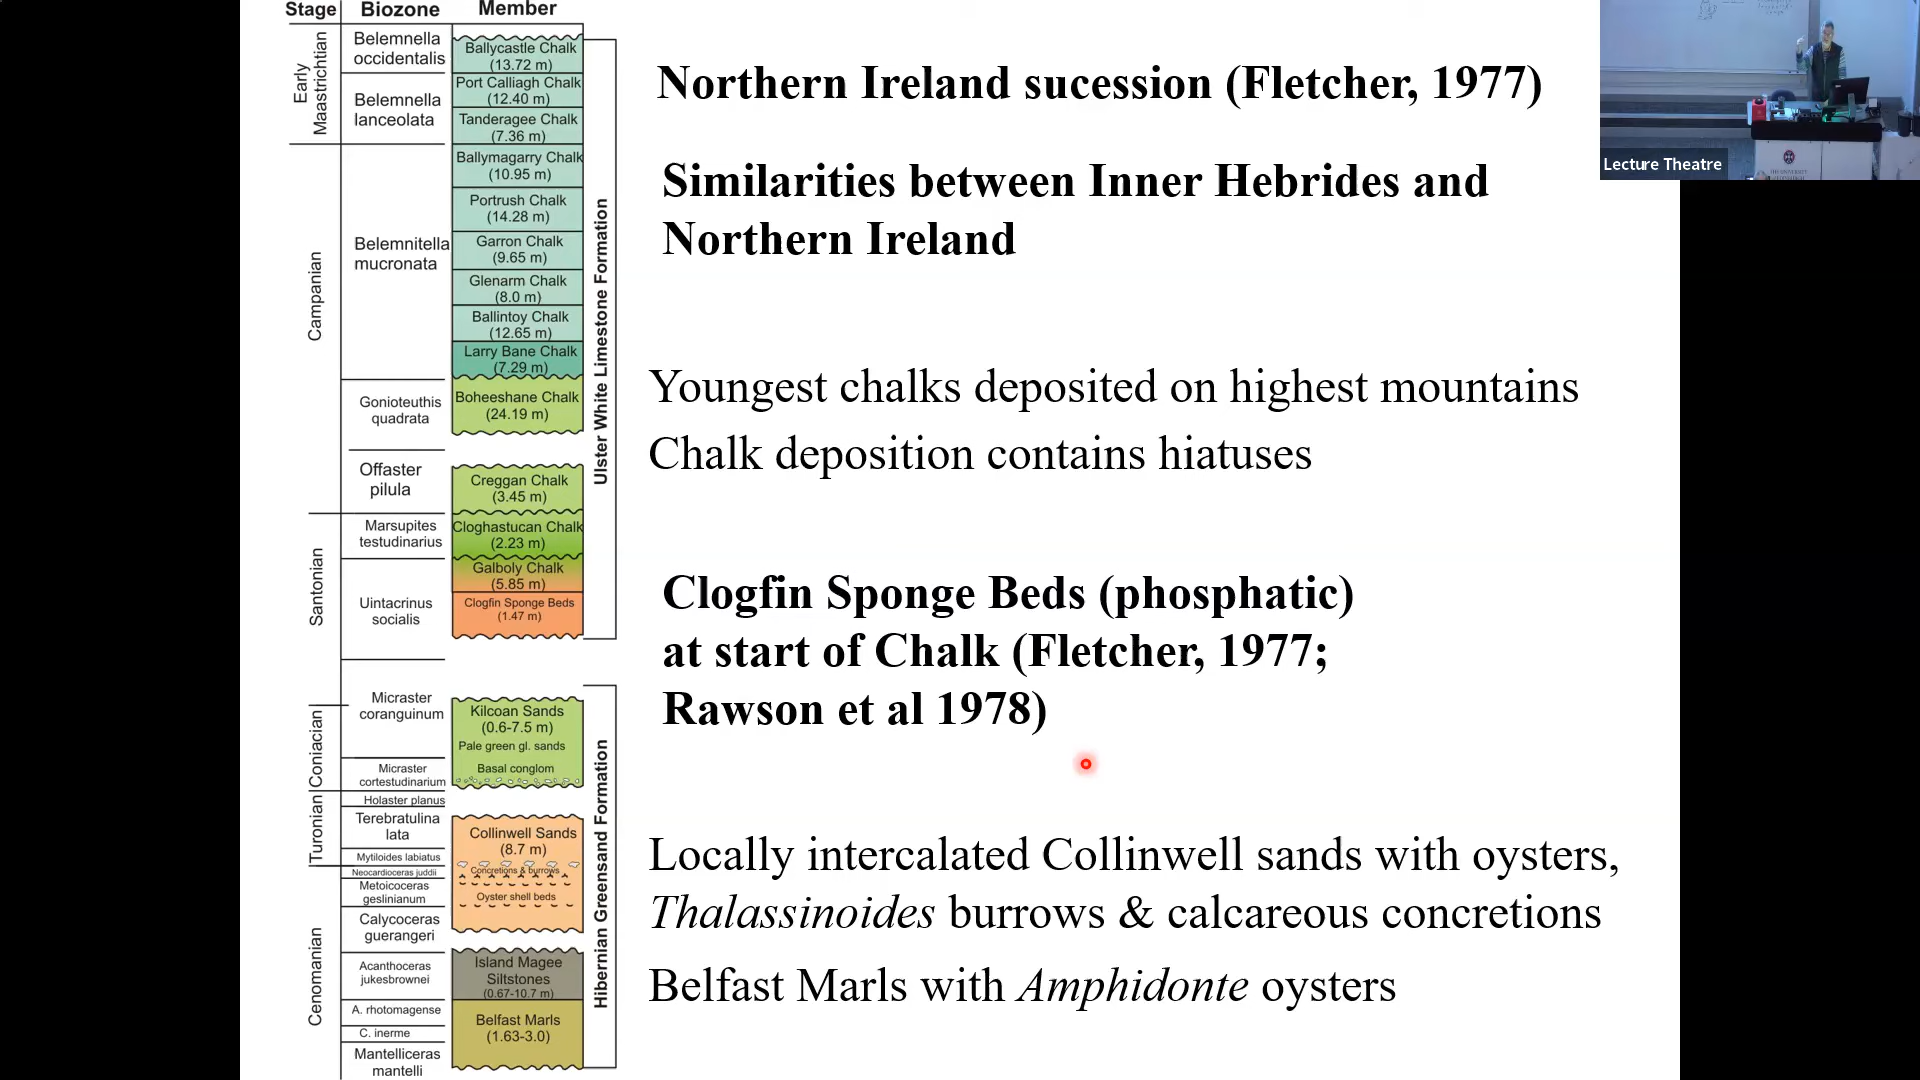 Stage Biozone Member
Early Maastrichtian
Belemnella
occidentalis
Ballycastle Chalk
(13.72 m)
Belemnella
lanceolata
Port Calliagh Chalk
(12.40 m)
Tanderagee Chalk
(7.36 m)
Campanian
Belemnitella
mucronata
Ballymagarry Chalk
(10.95 m)
Portrush Chalk
(14.28 m)
Garron Chalk
(9.65 m)
Glenarm Chalk
(8.0 m)
Ballintoy Chalk
(12.65 m)
Larry Bane Chalk
(7.29 m)
Gonioteuthis
quadrata
Boheeshane Chalk
(24.19 m)
Offaster
pilula
Creggan Chalk
(3.45 m)
Santonian
Marsupites
testudinarius
Cloghastucan Chalk
(2.23 m)
Uintacrinus
socialis
Galboly Chalk
(5.85 m)
Clogfin Sponge Beds
(1.47 m)
Ulster White Limestone Formation
Micraster
coranguinum
Coniacian
Kilcoan Sands
(0.6-7.5 m)
Pale green gl. sands
Basal conglom
Micraster
cortestudinarium
Turonian
Holaster planus
Terebratulina
lata
Mytiloides labiatus
Collinwell Sands
(8.7 m)
Concretions & burrows
Oyster shell beds
Cenomanian
Neocardioceras juddii
Metoicoceras
geslinianum
Calycoceras
guerangeri
Acanthoceras
jukesbrownei
Island Magee
Siltstones
(0.67-10.7 m)
A. rhotomagense
C. inerme
Mantelliceras
mantelli
Belfast Marls
(1.63-3.0)
Hibernian Greensand Formation
Northern Ireland sucession (Fletcher, 1977)
Similarities between Inner Hebrides and
Northern Ireland
Youngest chalks deposited on highest mountains
Chalk deposition contains hiatuses
Clogfin Sponge Beds (phosphatic)
at start of Chalk (Fletcher, 1977;
Rawson et al 1978)
Locally intercalated Collinwell sands with oysters,
Thalassinoides burrows & calcareous concretions
Belfast Marls with Amphidonte oysters
Lecture Theatre